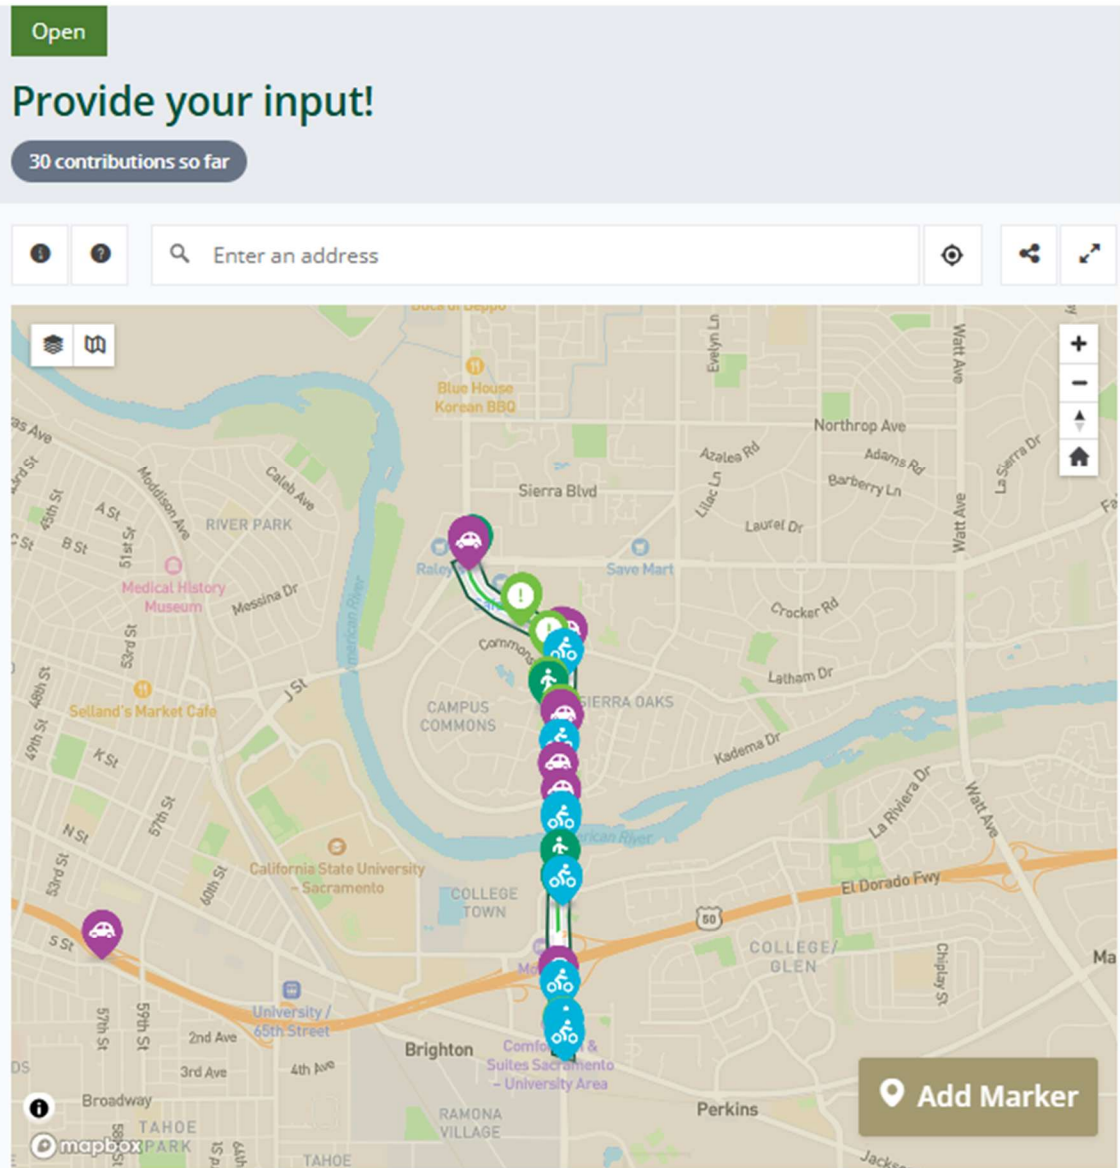 Open
Provide your input!
30 contributions so far
Enter an address
Blue House
Korean BBQ
Evelyn Ln
Watt Ave
Northrop Ave
Azalea Rd
Adams Rd
La Sierra Dr
Barberry Ln
Lilac Ln
Sierra Blvd
Laurel Dr
Watt Ave
Moddison Ave
Caleb Ave
45th St
A St
RIVER PARK
51st St
C St
B St
Medical History
Museum
Messina Dr
American River
Save Mart
Crocker Rd
53rd St
Commons
Latham Dr
J St
48th St
Selland's Market Cafe
CAMPUS
COMMONS
SIERRA OAKS
49th St
K St
Kadema Dr
57th St
La Riviera Dr
Watt Ave
N St
53rd St
60th St
California State University
– Sacramento
COLLEGE
TOWN
El Dorado Fwy
50
COLLEGE/
GLEN
S St
Chiplay St
57th St
59th St
University /
65th Street
2nd Ave
3rd Ave
4th Ave
Brighton
Suites Sacramento
– University Area
Broadway
TAHOE
PARK
RAMONA
VILLAGE
Perkins
Add Marker
mapbox
TAHOE